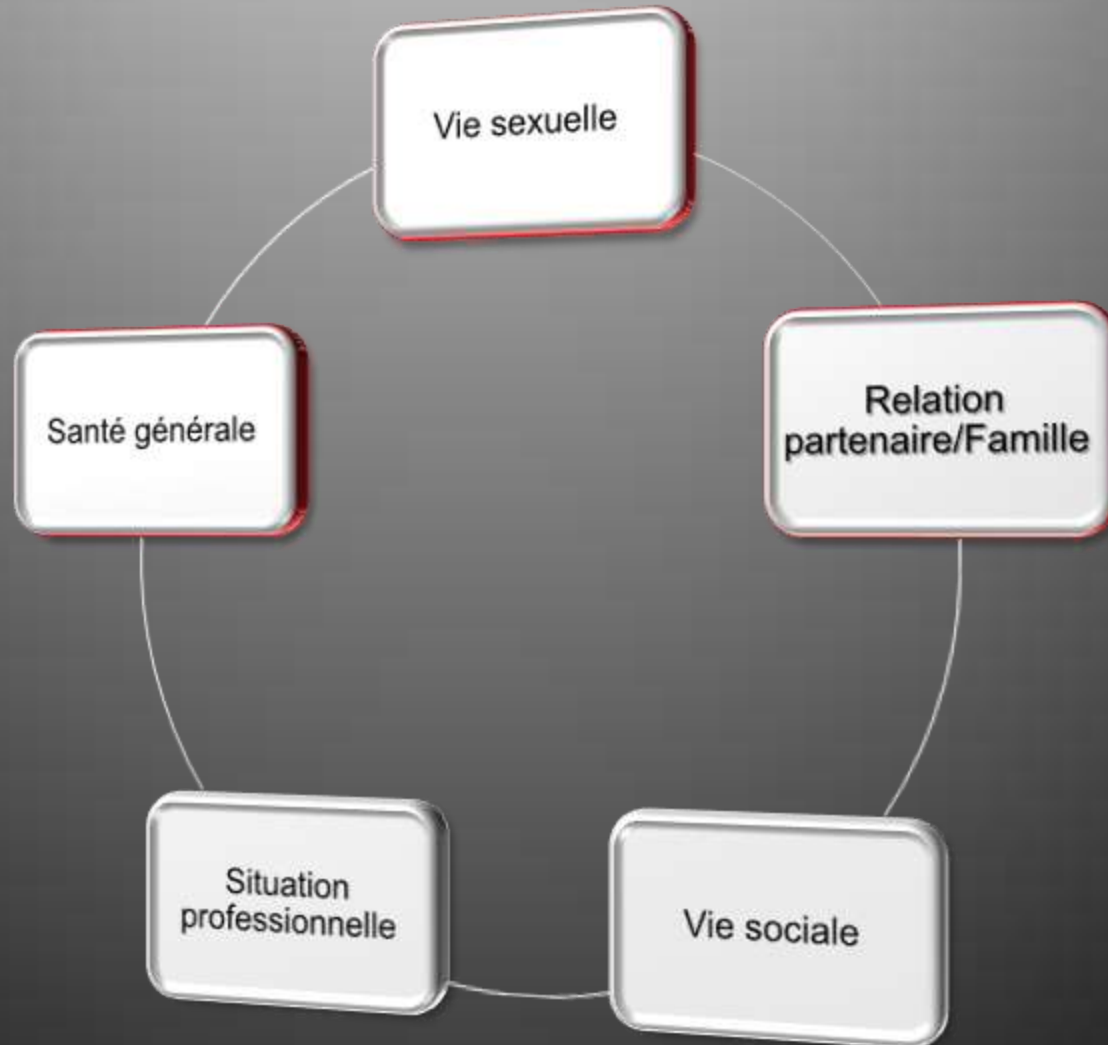 Vie sexuelle
Relation
partenaire/Famille
Vie sociale
Situation
professionnelle
Santé générale